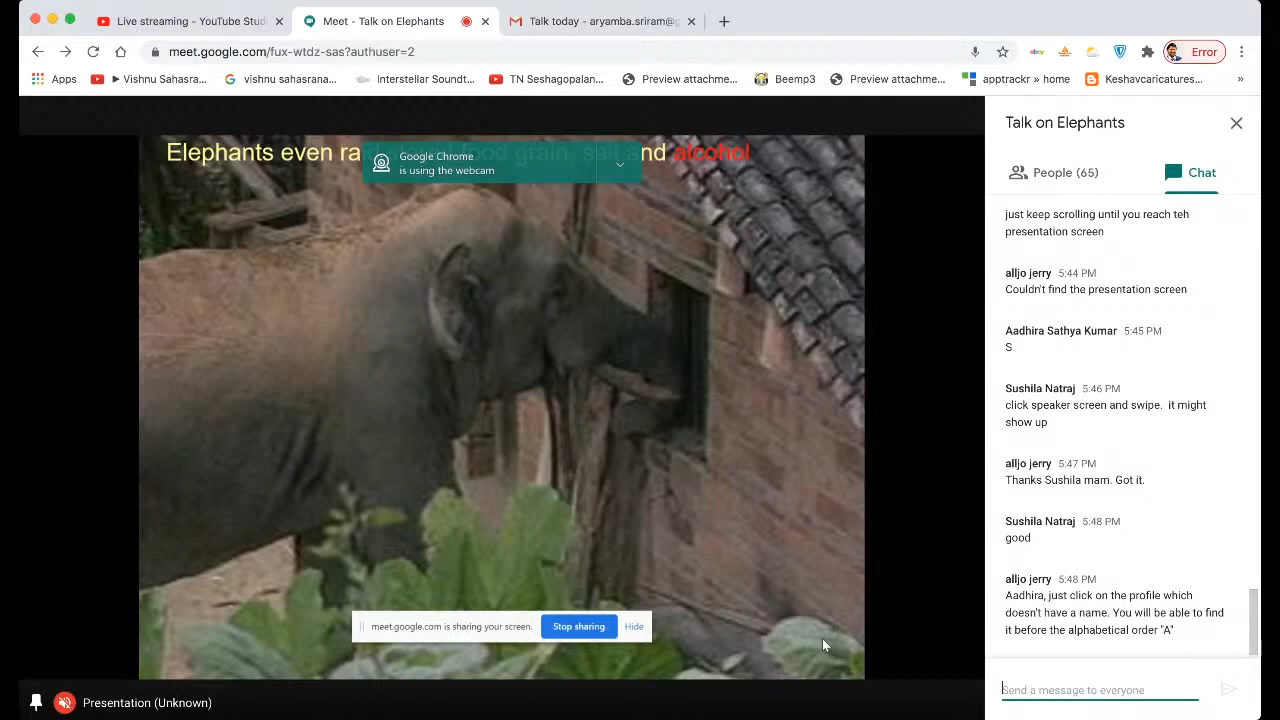 Live streaming - YouTube Stud
Meet - Talk on Elephants
Talk today - aryamba.sriram@g
meet.google.com/fux-wtdz-sas?authuser=2
ebay
Error
Apps
► Vishnu Sahasra...
vishnu sahasrana...
Interstellar Soundt...
TN Seshagopalan...
Preview attachme...
Beemp3
Preview attachme...
apptrackr » home
Keshavcaricatures...
»
Elephants even ra food grain, salt and alcohol
Google Chrome
is using the webcam
meet.google.com is sharing your screen.
Stop sharing
Hide
Presentation (Unknown)
Talk on Elephants
People (65)
Chat
just keep scrolling until you reach teh
presentation screen
alljo jerry 5:44 PM
Couldn't find the presentation screen
Aadhira Sathya Kumar 5:45 PM
S
Sushila Natraj 5:46 PM
click speaker screen and swipe. it might
show up
alljo jerry 5:47 PM
Thanks Sushila mam. Got it.
Sushila Natraj 5:48 PM
good
alljo jerry 5:48 PM
Aadhira, just click on the profile which
doesn't have a name. You will be able to find
it before the alphabetical order "A"
Send a message to everyone